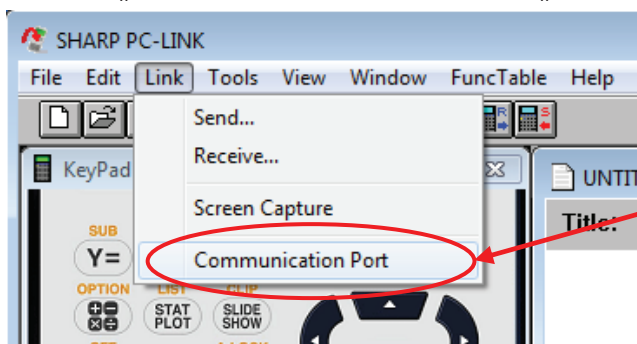 SHARP PC-LINK
File Edit Link Tools View Window FuncTable Help
R S
Send...
Receive...
KeyPad
UNTIT
Screen Capture
Title:
SUB
Y=
Communication Port
OPTION LIST CLIP
STAT PLOT SLIDE SHOW